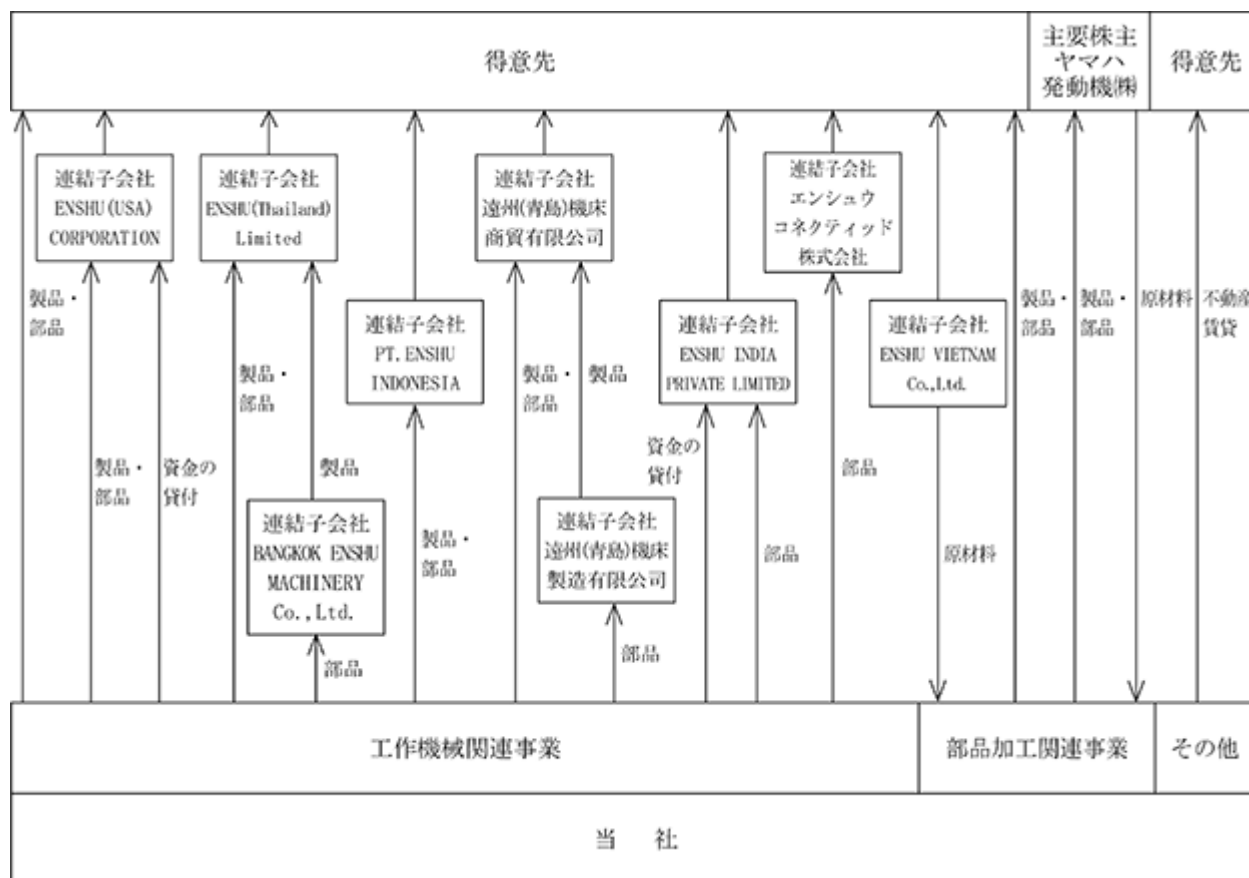 得意先
主要株主
ヤマハ
発動機㈱
得意先
連結子会社
ENSHU(USA)
CORPORATION
連結子会社
ENSHU(Thailand)
Limited
連結子会社
遠州(青島)機床
商貿有限公司
連結子会社
エンシュウ
コネクティッド
株式会社
製品・
部品
連結子会社
PT.ENSHU
INDONESIA
連結子会社
ENSHU INDIA
PRIVATE LIMITED
連結子会社
ENSHU VIETNAM
Co.,Ltd.
製品・
部品
製品・
部品
原材料
不動産
賃貸
製品・
部品
製品・
部品
製品
製品・
部品
資金の
貸付
製品
資金の
貸付
部品
連結子会社
BANGKOK ENSHU
MACHINERY
Co.,Ltd.
製品・
部品
連結子会社
遠州(青島)機床
製造有限公司
部品
原材料
部品
部品
工作機械関連事業
部品加工関連事業
その他
当 社